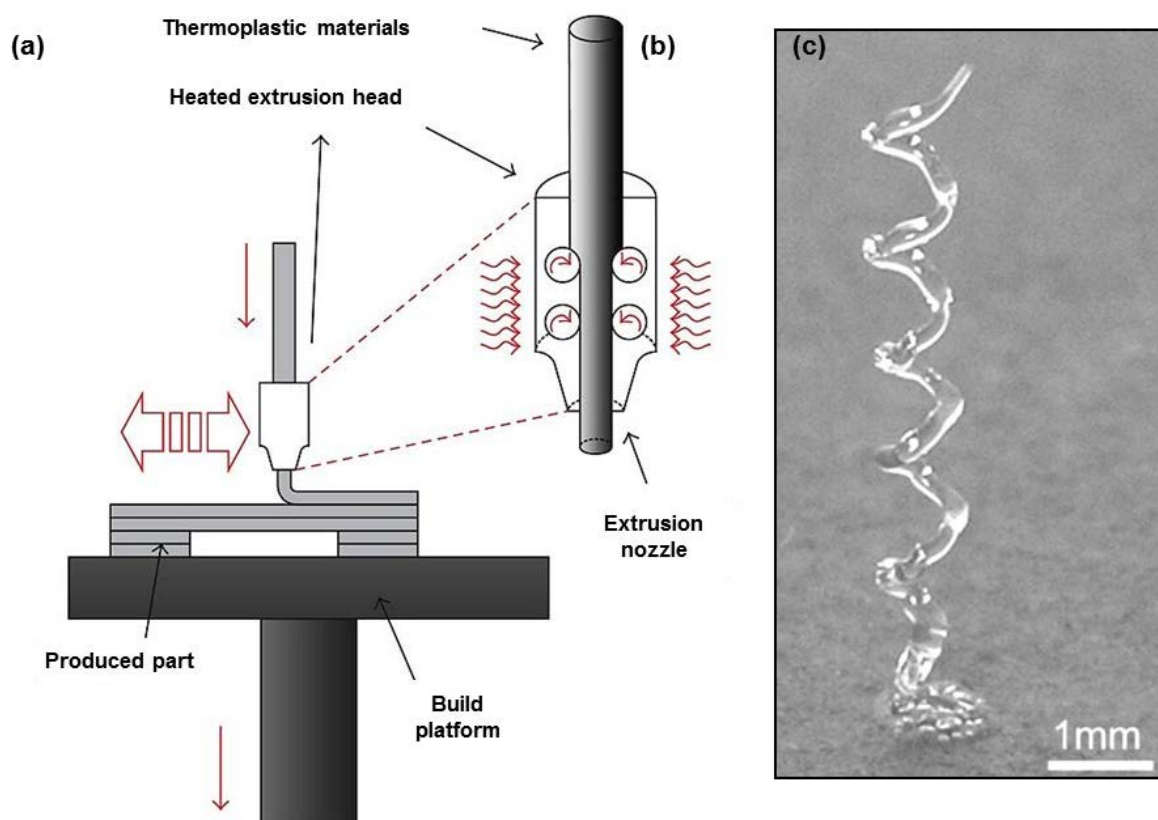 (a)
Thermoplastic materials
(b)
Heated extrusion head
(c)
Extrusion
nozzle
Produced part
Build
platform
1mm